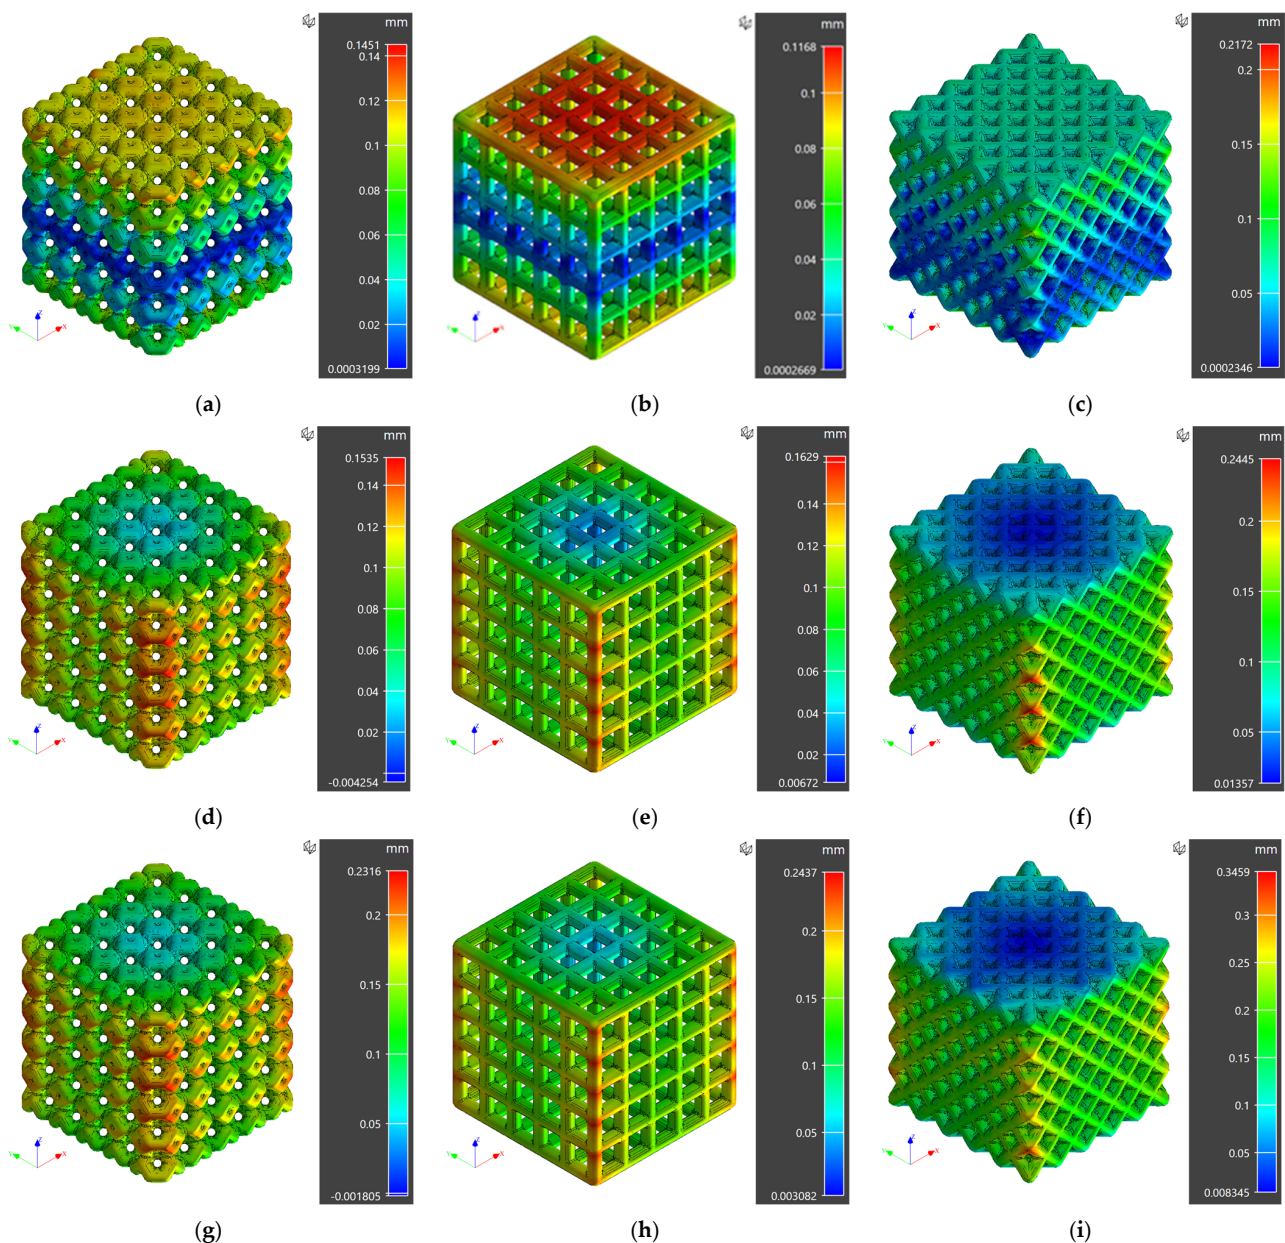 mm
0.1451
0.14
0.12
0.1
0.08
0.06
0.04
0.02
0.0003199
Z
Y
X
(a)
mm
0.1168
0.1
0.08
0.06
0.04
0.02
0.0002669
Z
Y
X
(b)
mm
0.2172
0.2
0.15
0.1
0.05
0.0002346
Z
Y
X
(c)
mm
0.1535
0.14
0.12
0.1
0.08
0.06
0.04
0.02
-0.004254
Z
Y
X
(d)
mm
0.1629
0.14
0.12
0.1
0.08
0.06
0.04
0.02
0.00672
Z
Y
X
(e)
mm
0.2445
0.2
0.15
0.1
0.05
0.01357
Z
Y
X
(f)
mm
0.2316
0.2
0.15
0.1
0.05
-0.001805
Z
Y
X
(g)
mm
0.2437
0.2
0.15
0.1
0.05
0.003082
Z
Y
X
(h)
mm
0.3459
0.3
0.25
0.2
0.15
0.1
0.05
0.008345
Z
Y
X
(i)